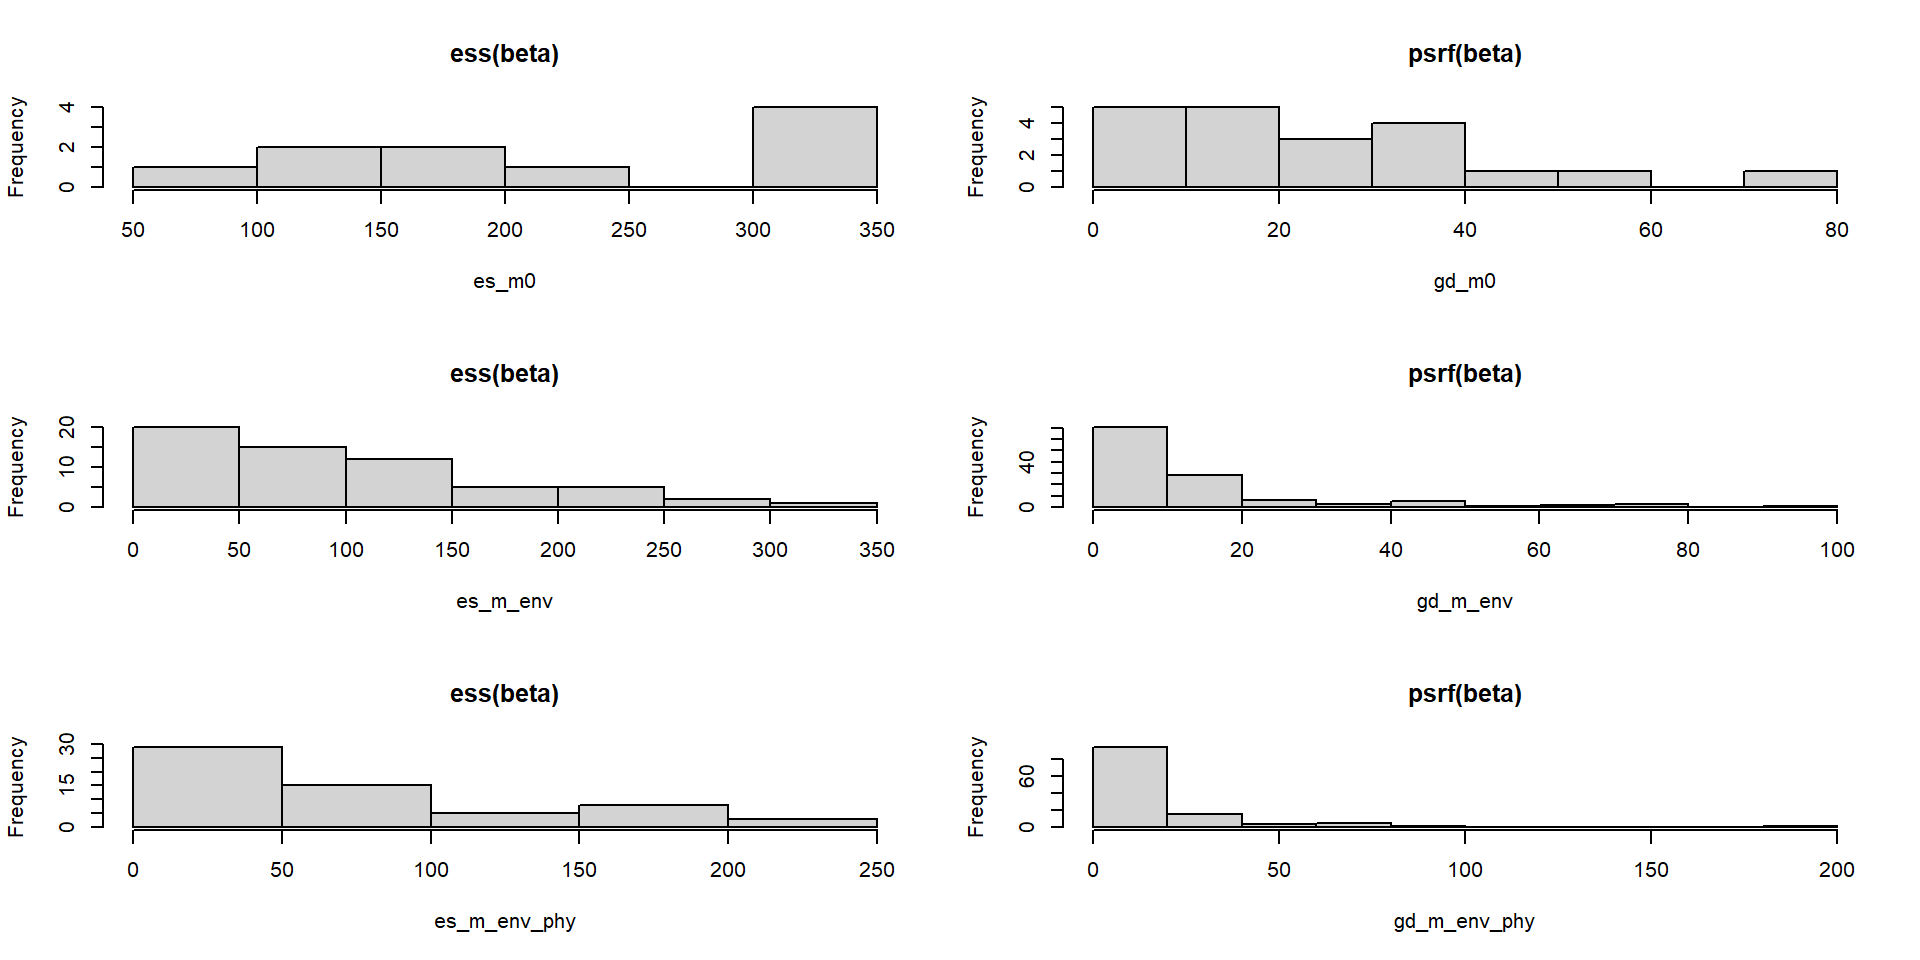 ess(beta)
Frequency
0 2 4
50 100 150 200 250 300 350
es_m0
psrf(beta)
Frequency
0 2 4
0 20 40 60 80
gd_m0
ess(beta)
Frequency
0 10 20
0 50 100 150 200 250 300 350
es_m_env
psrf(beta)
Frequency
0 40
0 20 40 60 80 100
gd_m_env
ess(beta)
Frequency
0 15 30
0 50 100 150 200 250
es_m_env_phy
psrf(beta)
Frequency
0 60
0 50 100 150 200
gd_m_env_phy